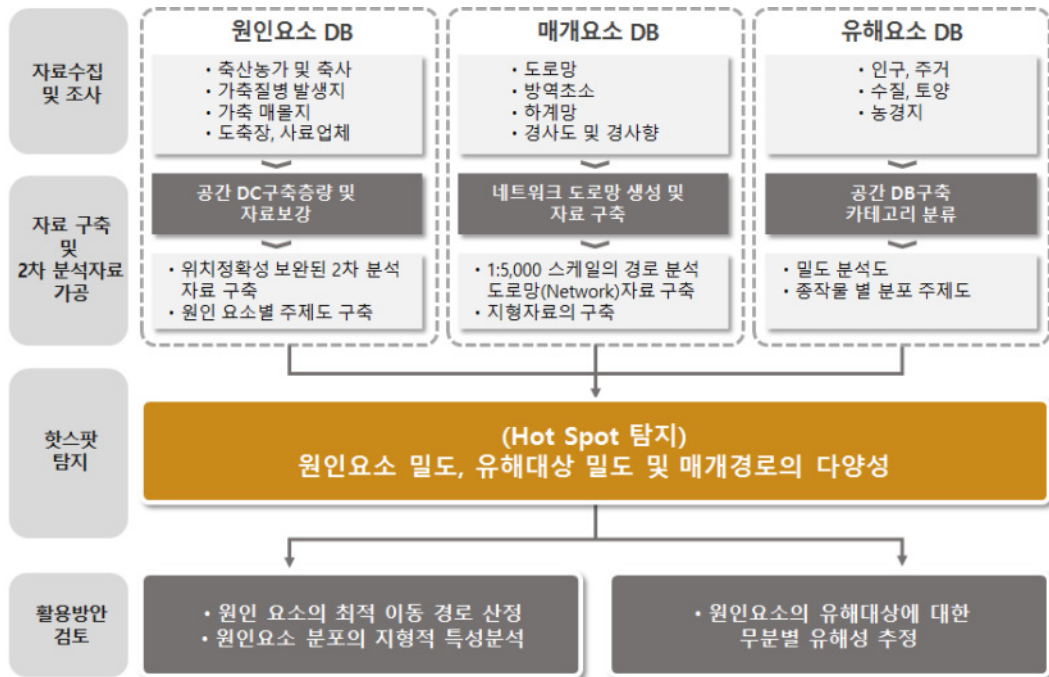 자료수집
및 조사
원인요소 DB
• 축산농가 및 축사
• 가축질병 발생지
• 가축 매몰지
• 도축장, 사료업체
매개요소 DB
• 도로망
• 방역초소
• 하계망
• 경사도 및 경사향
유해요소 DB
• 인구, 주거
• 수질, 토양
• 농경지
자료 구축
및
2차 분석자료
가공
공간 DC구축층량 및
자료보강
• 위치정확성 보완된 2차 분석
자료 구축
• 원인 요소별 주제도 구축
네트워크 도로망 생성 및
자료 구축
• 1:5,000 스케일의 경로 분석
도로망(Network)자료 구축
• 지형자료의 구축
공간 DB구축
카테고리 분류
• 밀도 분석도
• 종작물 별 분포 주제도
핫스팟
탐지
(Hot Spot 탐지)
원인요소 밀도, 유해대상 밀도 및 매개경로의 다양성
활용방안
검토
• 원인 요소의 최적 이동 경로 산정
• 원인요소 분포의 지형적 특성분석
• 원인요소의 유해대상에 대한
무분별 유해성 추정